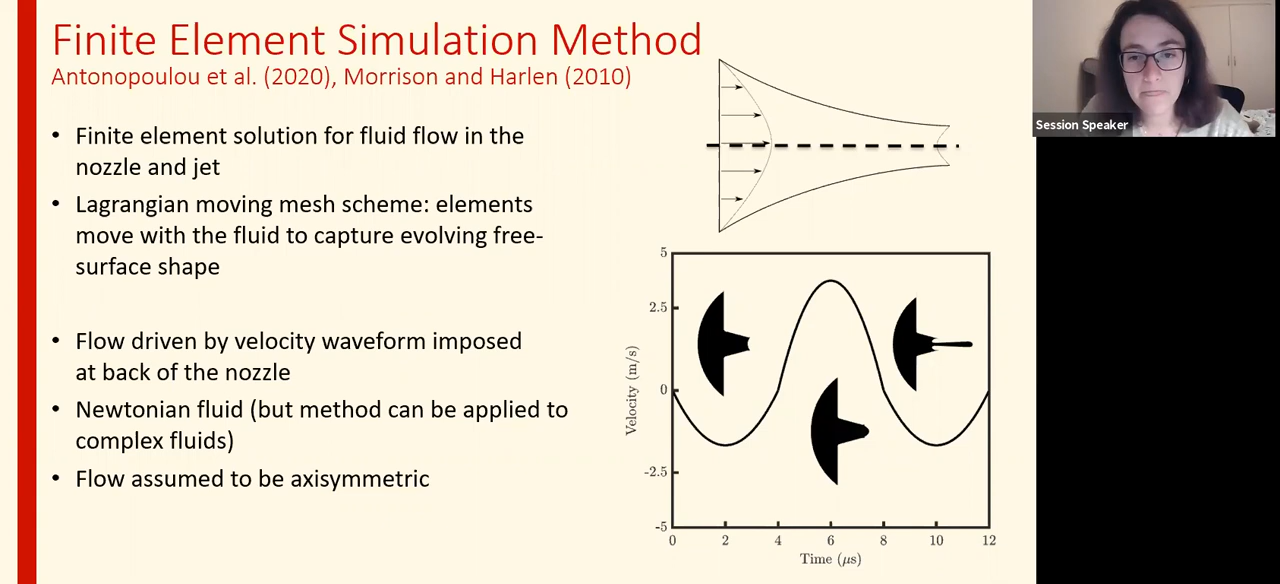 Finite Element Simulation Method
Antonopoulou et al. (2020), Morrison and Harlen (2010)
• Finite element solution for fluid flow in the
nozzle and jet
• Lagrangian moving mesh scheme: elements
move with the fluid to capture evolving free-
surface shape
• Flow driven by velocity waveform imposed
at back of the nozzle
• Newtonian fluid (but method can be applied to
complex fluids)
• Flow assumed to be axisymmetric
5
2.5
0
-2.5
-5
Velocity (m/s)
0 2 4 6 8 10 12
Time (μs)
Session Speaker